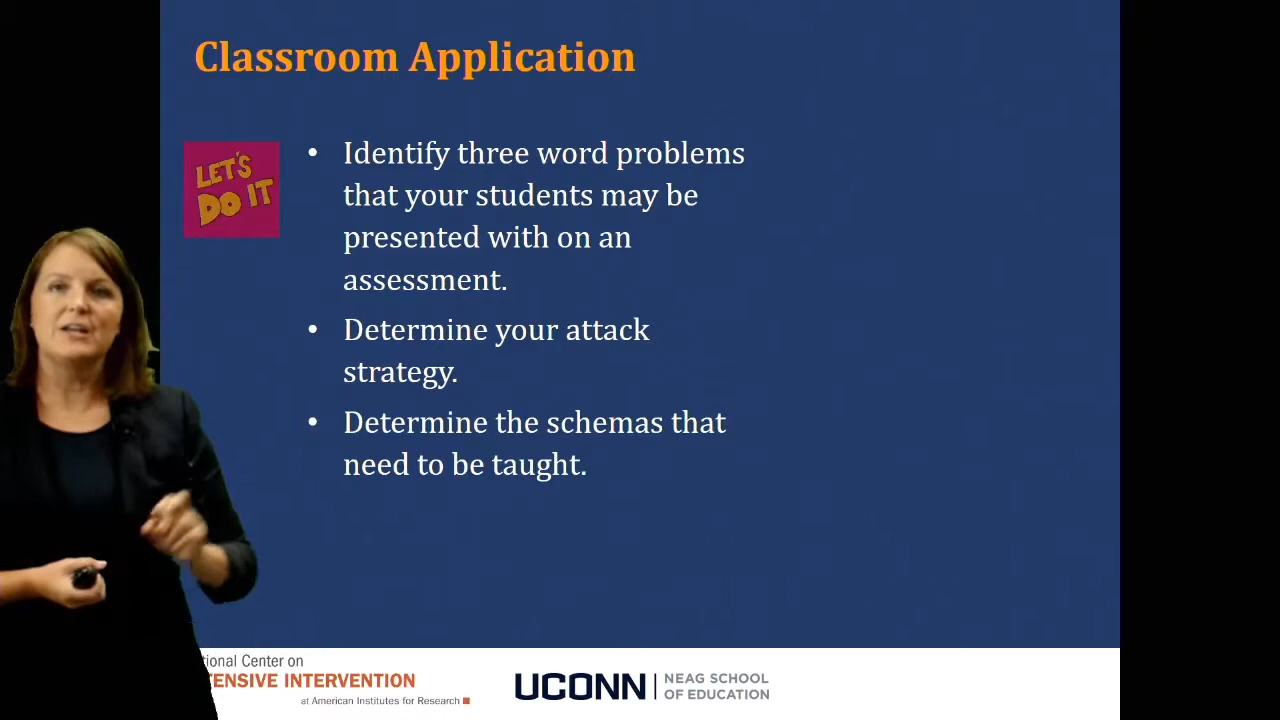 Classroom Application
LET'S
DO IT
• Identify three word problems
that your students may be
presented with on an
assessment.
• Determine your attack
strategy.
• Determine the schemas that
need to be taught.
tional Center on
TENSIVE INTERVENTION
at American Institutes for Research
UCONN | NEAG SCHOOL
OF EDUCATION